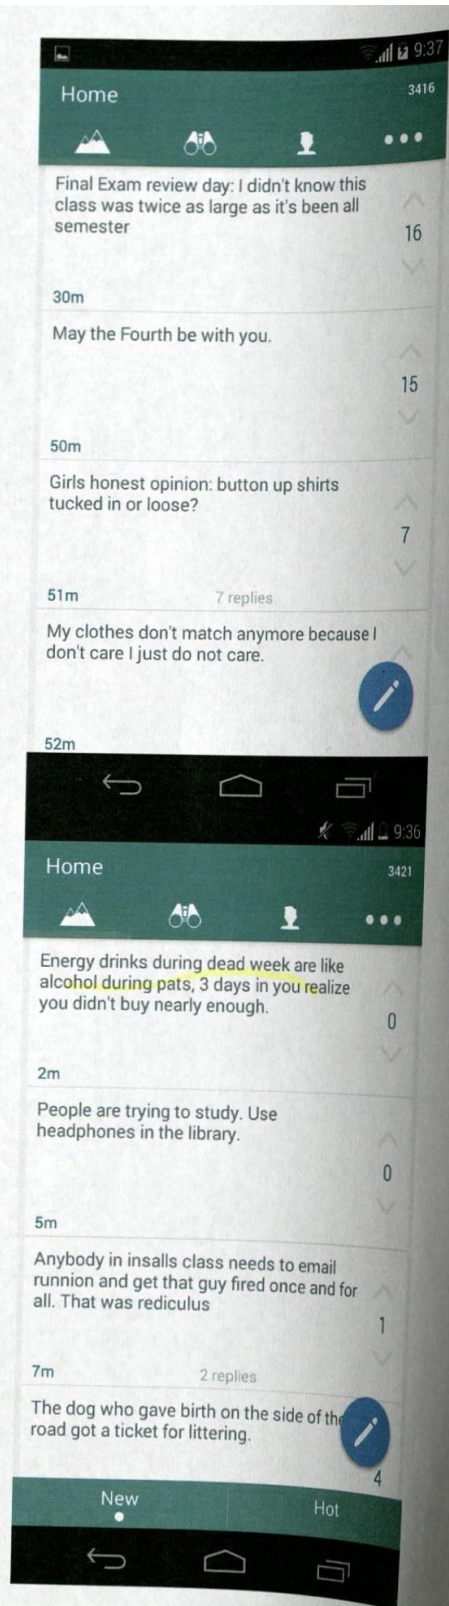 9:37
Home
3416
Final Exam review day: I didn't know this
class was twice as large as it's been all
semester
16
30m
May the Fourth be with you.
15
50m
Girls honest opinion: button up shirts
tucked in or loose?
7
51m
7 replies
My clothes don't match anymore because I
don't care I just do not care.
52m
9:36
Home
3421
Energy drinks during dead week are like
alcohol during pats, 3 days in you realize
you didn't buy nearly enough.
0
2m
People are trying to study. Use
headphones in the library.
0
5m
Anybody in insalls class needs to email
runnion and get that guy fired once and for
all. That was rediculus
1
7m
2 replies
The dog who gave birth on the side of the
road got a ticket for littering.
4
New
Hot